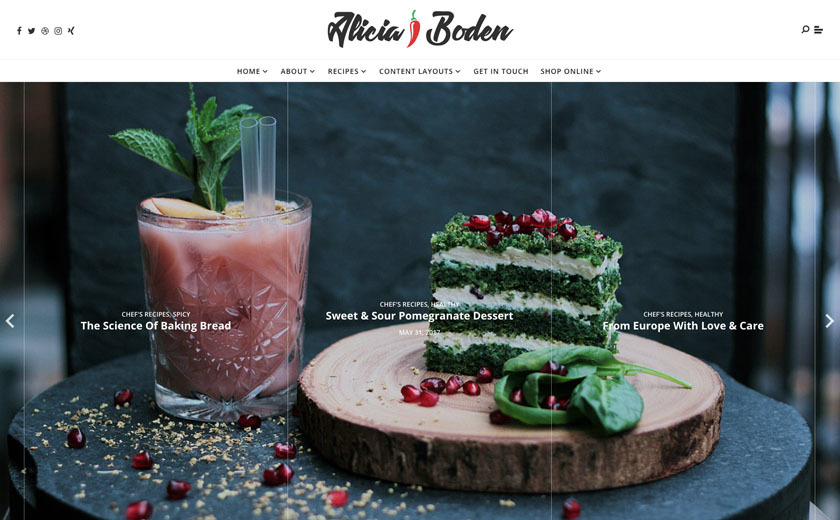 Alicia Boden
HOME ABOUT RECIPES CONTENT LAYOUTS GET IN TOUCH SHOP ONLINE
CHEF'S RECIPES, SPICY
The Science Of Baking Bread
CHEF'S RECIPES, HEALTHY
Sweet & Sour Pomegranate Dessert
MAY 31, 2017
CHEF'S RECIPES, HEALTHY
From Europe With Love & Care